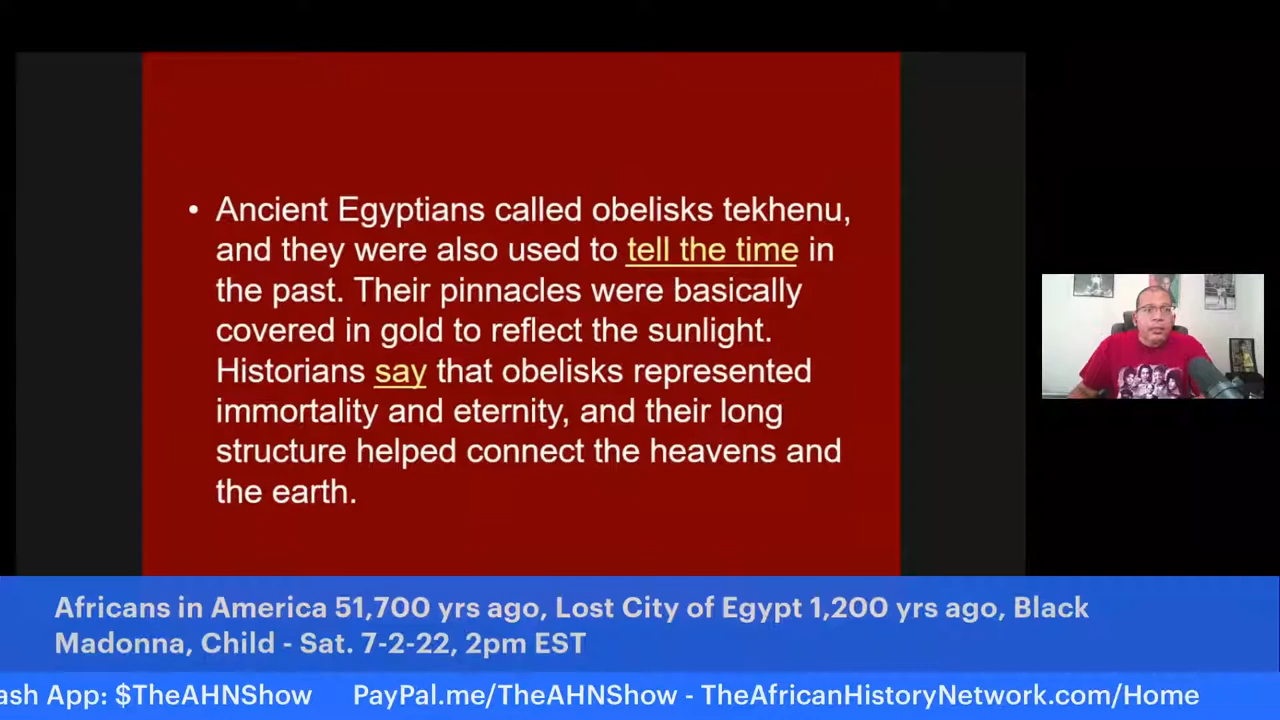 • Ancient Egyptians called obelisks tekhenu,
and they were also used to tell the time in
the past. Their pinnacles were basically
covered in gold to reflect the sunlight.
Historians say that obelisks represented
immortality and eternity, and their long
structure helped connect the heavens and
the earth.
Africans in America 51,700 yrs ago, Lost City of Egypt 1,200 yrs ago, Black
Madonna, Child - Sat. 7-2-22, 2pm EST
ash App: $TheAHNShow PayPal.me/TheAHNShow - TheAfricanHistoryNetwork.com/Home